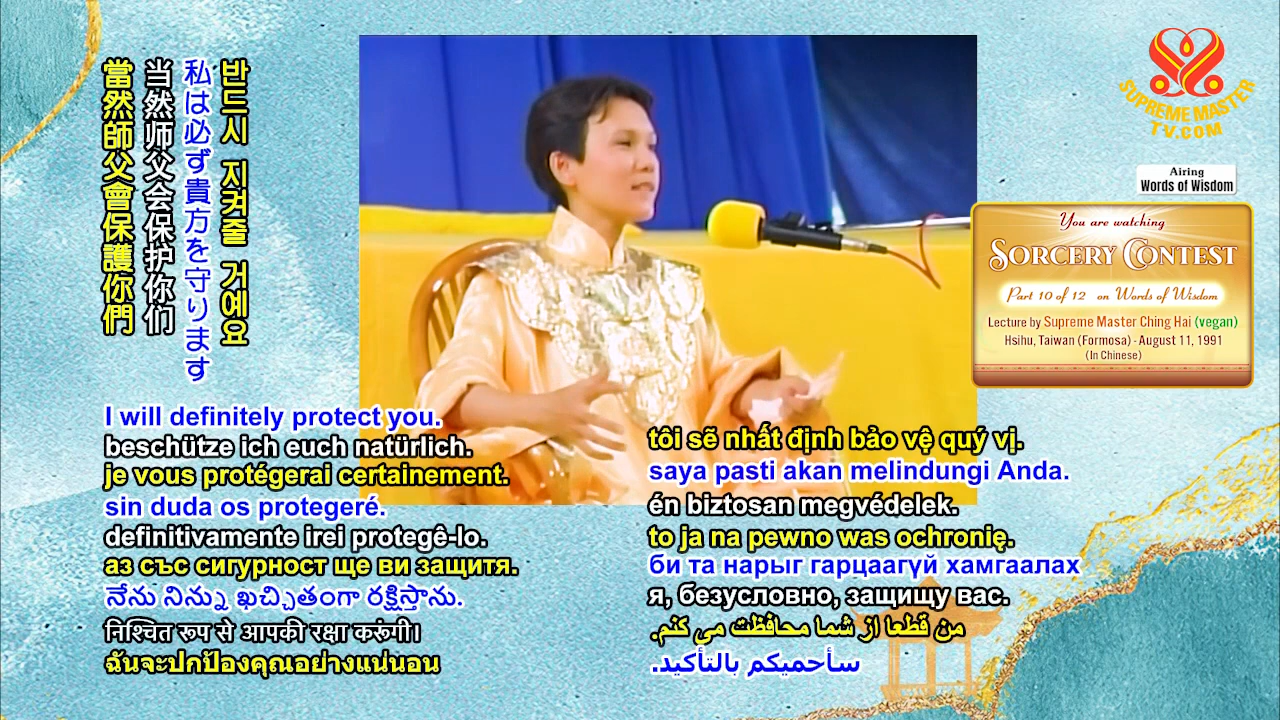 當然師父會保護你們
当然师父会保护你们
私は必ず貴方を守ります
반드시 지켜줄 거예요
I will definitely protect you.
beschütze ich euch natürlich.
je vous protégerai certainement.
sin duda os protegeré.
definitivamente irei protegê-lo.
аз със сигурност ще ви защитя.
నేను నిన్ను ఖచ్చితంగా రక్షిస్తాను.
निश्चित रूप से आपकी रक्षा करूंगी।
ฉันจะปกป้องคุณอย่างแน่นอน
tôi sẽ nhất định bảo vệ quý vị.
saya pasti akan melindungi Anda.
én biztosan megvédelek.
to ja na pewno was ochronię.
би та нарыг гарцаагүй хамгаалах
я, безусловно, защищу вас.
من قطعا از شما محافظت می کنم.
سأحميكم بالتأكيد.
SUPREME MASTER
TV.COM
Airing
Words of Wisdom
You are watching
SORCERY CONTEST
Part 10 of 12 on Words of Wisdom
Lecture by Supreme Master Ching Hai (vegan)
Hsihu, Taiwan (Formosa) - August 11, 1991
(In Chinese)